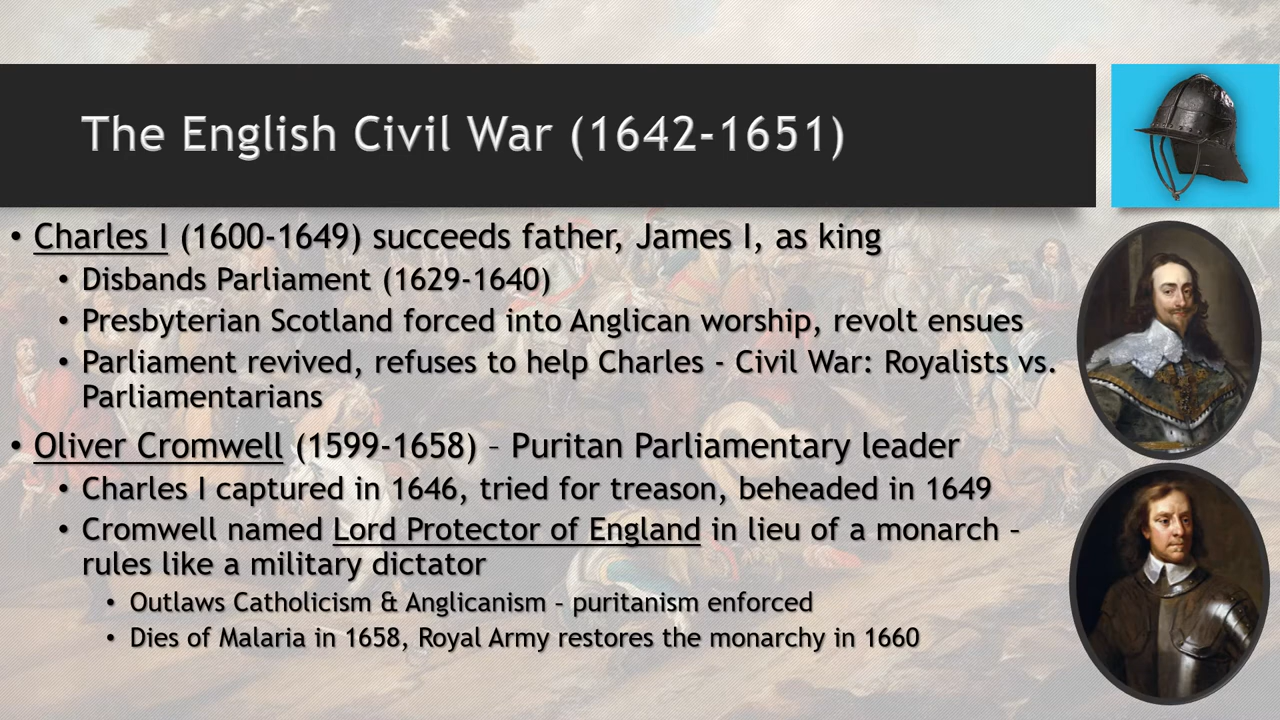 The English Civil War (1642-1651)
• Charles I (1600-1649) succeeds father, James I, as king
• Disbands Parliament (1629-1640)
• Presbyterian Scotland forced into Anglican worship, revolt ensues
• Parliament revived, refuses to help Charles - Civil War: Royalists vs.
Parliamentarians
• Oliver Cromwell (1599-1658) – Puritan Parliamentary leader
• Charles I captured in 1646, tried for treason, beheaded in 1649
• Cromwell named Lord Protector of England in lieu of a monarch –
rules like a military dictator
• Outlaws Catholicism & Anglicanism – puritanism enforced
• Dies of Malaria in 1658, Royal Army restores the monarchy in 1660